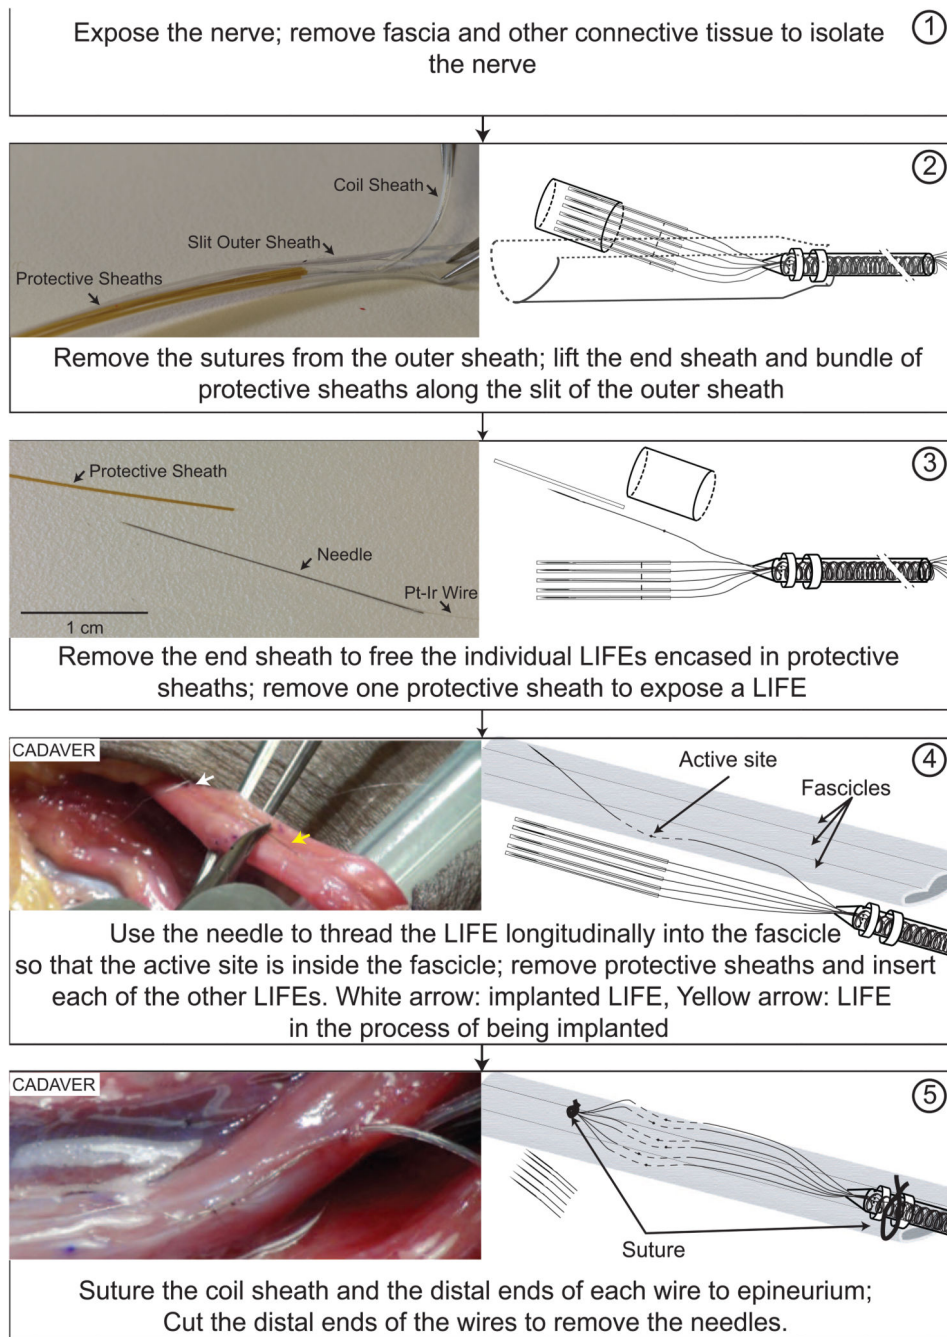 Expose the nerve; remove fascia and other connective tissue to isolate
the nerve
1
2
Coil Sheath
Slit Outer Sheath
Protective Sheaths
Remove the sutures from the outer sheath; lift the end sheath and bundle of
protective sheaths along the slit of the outer sheath
3
Protective Sheath
Needle
Pt-Ir Wire
1 cm
Remove the end sheath to free the individual LIFEs encased in protective
sheaths; remove one protective sheath to expose a LIFE
CADAVER
4
Active site
Fascicles
Use the needle to thread the LIFE longitudinally into the fascicle
so that the active site is inside the fascicle; remove protective sheaths and insert
each of the other LIFEs. White arrow: implanted LIFE, Yellow arrow: LIFE
in the process of being implanted
CADAVER
5
Suture
Suture the coil sheath and the distal ends of each wire to epineurium;
Cut the distal ends of the wires to remove the needles.